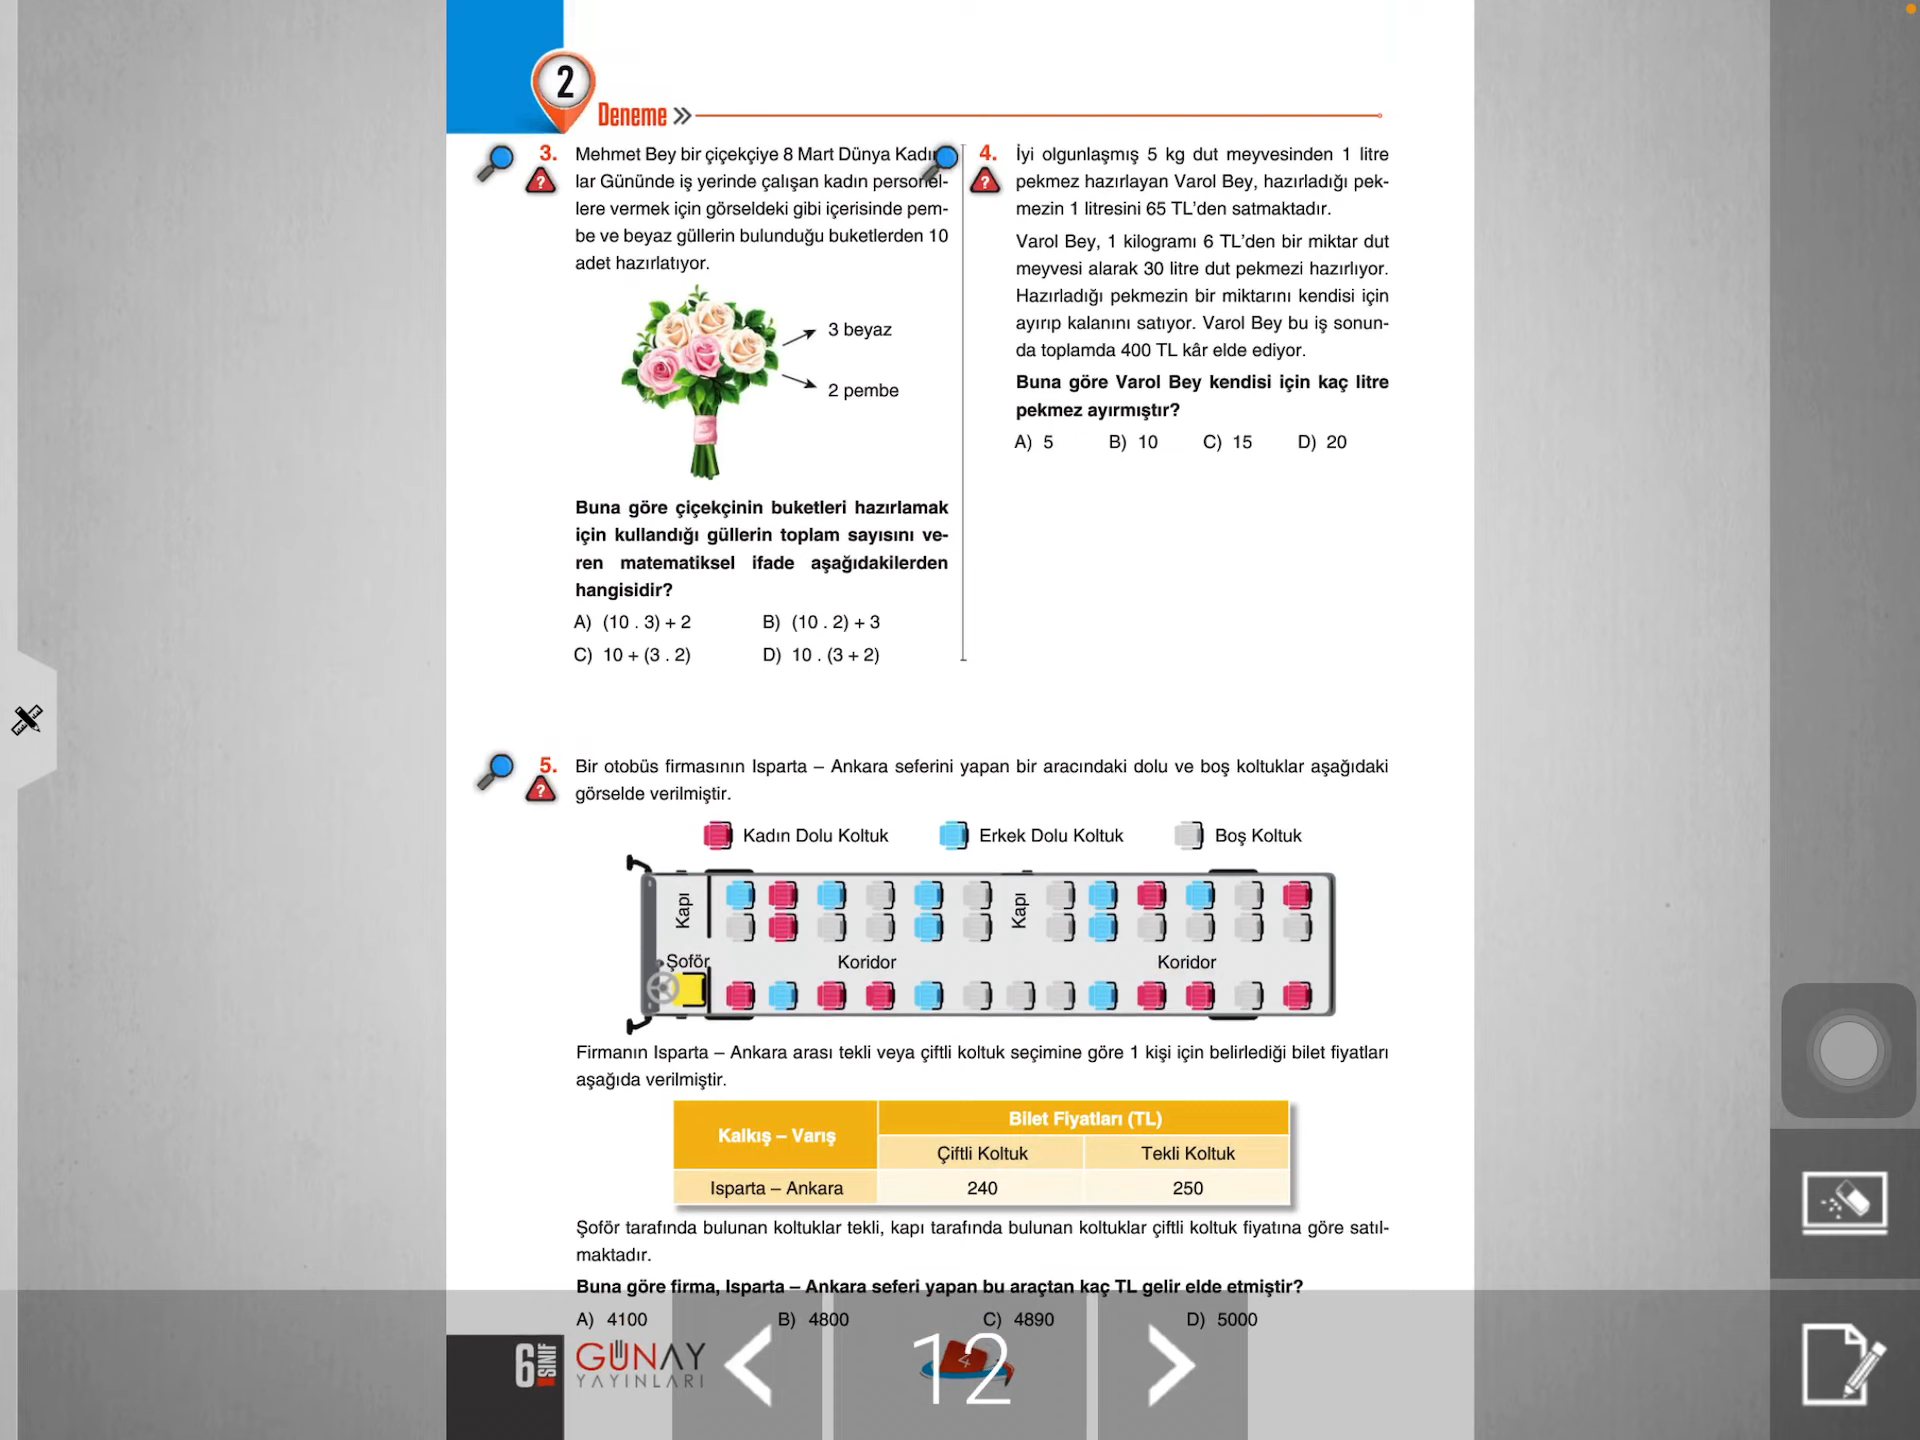 2
Deneme
3. Mehmet Bey bir çiçekçiye 8 Mart Dünya Kadın-
lar Gününde iş yerinde çalışan kadın personel-
lere vermek için görseldeki gibi içerisinde pem-
be ve beyaz güllerin bulunduğu buketlerden 10
adet hazırlatıyor.
3 beyaz
2 pembe
Buna göre çiçekçinin buketleri hazırlamak
için kullandığı güllerin toplam sayısını ve-
ren matematiksel ifade aşağıdakilerden
hangisidir?
A) (10 . 3) + 2 B) (10 . 2) + 3
C) 10 + (3 . 2) D) 10 . (3 + 2)
4. İyi olgunlaşmış 5 kg dut meyvesinden 1 litre
pekmez hazırlayan Varol Bey, hazırladığı pek-
mezin 1 litresini 65 TL'den satmaktadır.
Varol Bey, 1 kilogramı 6 TL'den bir miktar dut
meyvesi alarak 30 litre dut pekmezi hazırlıyor.
Hazırladığı pekmezin bir miktarını kendisi için
ayırıp kalanını satıyor. Varol Bey bu iş sonun-
da toplamda 400 TL kâr elde ediyor.
Buna göre Varol Bey kendisi için kaç litre
pekmez ayırmıştır?
A) 5 B) 10 C) 15 D) 20
5. Bir otobüs firmasının Isparta – Ankara seferini yapan bir aracındaki dolu ve boş koltuklar aşağıdaki
görselde verilmiştir.
Kadın Dolu Koltuk Erkek Dolu Koltuk Boş Koltuk
Kapı Kapı
Şoför Koridor Koridor
Firmanın Isparta – Ankara arası tekli veya çiftli koltuk seçimine göre 1 kişi için belirlediği bilet fiyatları
aşağıda verilmiştir.
Kalkış – Varış Bilet Fiyatları (TL)
Çiftli Koltuk Tekli Koltuk
Isparta – Ankara 240 250
Şoför tarafında bulunan koltuklar tekli, kapı tarafında bulunan koltuklar çiftli koltuk fiyatına göre satıl-
maktadır.
Buna göre firma, Isparta – Ankara seferi yapan bu araçtan kaç TL gelir elde etmiştir?
A) 4100 B) 4800 C) 4890 D) 5000
6. SINIF GÜNAY
YAYINLARI
4
12